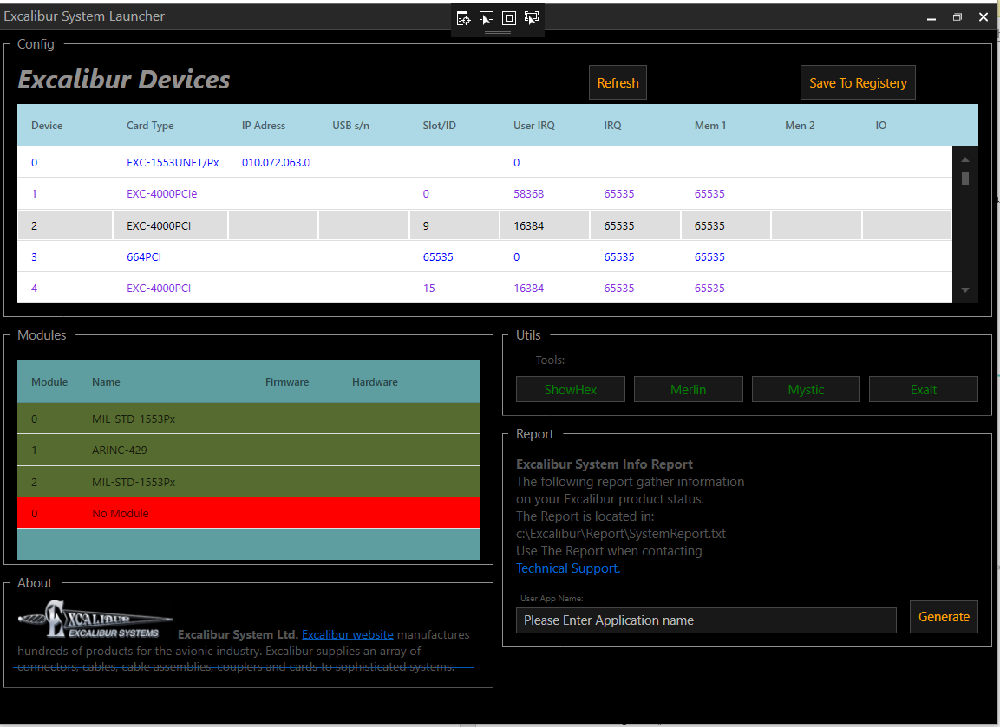 Excalibur System Launcher
Config
Excalibur Devices
Refresh
Save To Registery
Device Card Type IP Adress USB s/n Slot/ID User IRQ IRQ Mem 1 Men 2 IO
0 EXC-1553UNET/Px 010.072.063.0 0
1 EXC-4000PCIe 0 58368 65535 65535
2 EXC-4000PCI 9 16384 65535 65535
3 664PCI 65535 0 65535 65535
4 EXC-4000PCI 15 16384 65535 65535
Modules
Module Name Firmware Hardware
0 MIL-STD-1553Px
1 ARINC-429
2 MIL-STD-1553Px
0 No Module
About
EXCALIBUR
EXCALIBUR SYSTEMS
Excalibur System Ltd. Excalibur website manufactures
hundreds of products for the avionic industry. Excalibur supplies an array of
connectors, cables, cable assemblies, couplers and cards to sophisticated systems.
Utils
Tools:
ShowHex Merlin Mystic Exalt
Report
Excalibur System Info Report
The following report gather information
on your Excalibur product status.
The Report is located in:
c:\Excalibur\Report\SystemReport.txt
Use The Report when contacting
Technical Support.
User App Name:
Please Enter Application name
Generate